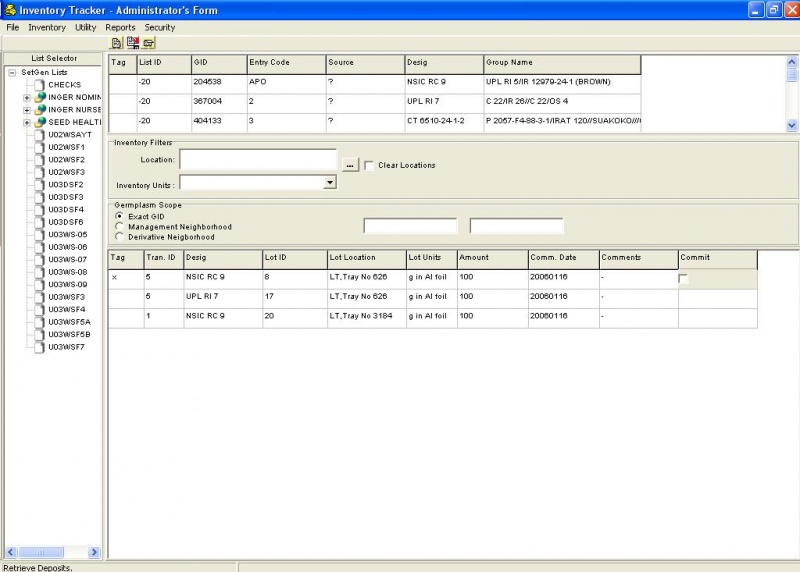 Inventory Tracker - Administrator's Form
File Inventory Utility Reports Security
List Selector
SetGen Lists
CHECKS
INGER NOMIN
INGER NURSE
SEED HEALTI
U02WSAYT
U02WSF1
U02WSF2
U02WSF3
U03DSF2
U03DSF3
U03DSF4
U03DSF6
U03WS-05
U03WS-06
U03WS-07
U03WS-08
U03WS-09
U03WSF3
U03WSF4
U03WSF5A
U03WSF5B
U03WSF7
Tag List ID GID Entry Code Source Desig Group Name
-20 204538 APO ? NSIC RC 9 UPL RI 5/IR 12979-24-1 (BROWN)
-20 367004 2 ? UPL RI 7 C 22/IR 26//C 22/OS 4
-20 404133 3 ? CT 6510-24-1-2 P 2057-F4-88-3-1/IRAT 120//SUAKOKO///
Inventory Filters
Location: ... Clear Locations
Inventory Units :
Germplasm Scope
Exact GID
Management Neighborhood
Derivative Neigborhood
Tag Tran. ID Desig Lot ID Lot Location Lot Units Amount Comm. Date Comments Commit
x 5 NSIC RC 9 8 LT,Tray No 626 g in Al foil 100 20060116 -
5 UPL RI 7 17 LT,Tray No 626 g in Al foil 100 20060116 -
1 NSIC RC 9 20 LT,Tray No 3184 g in Al foil 100 20060116 -
Retrieve Deposits.